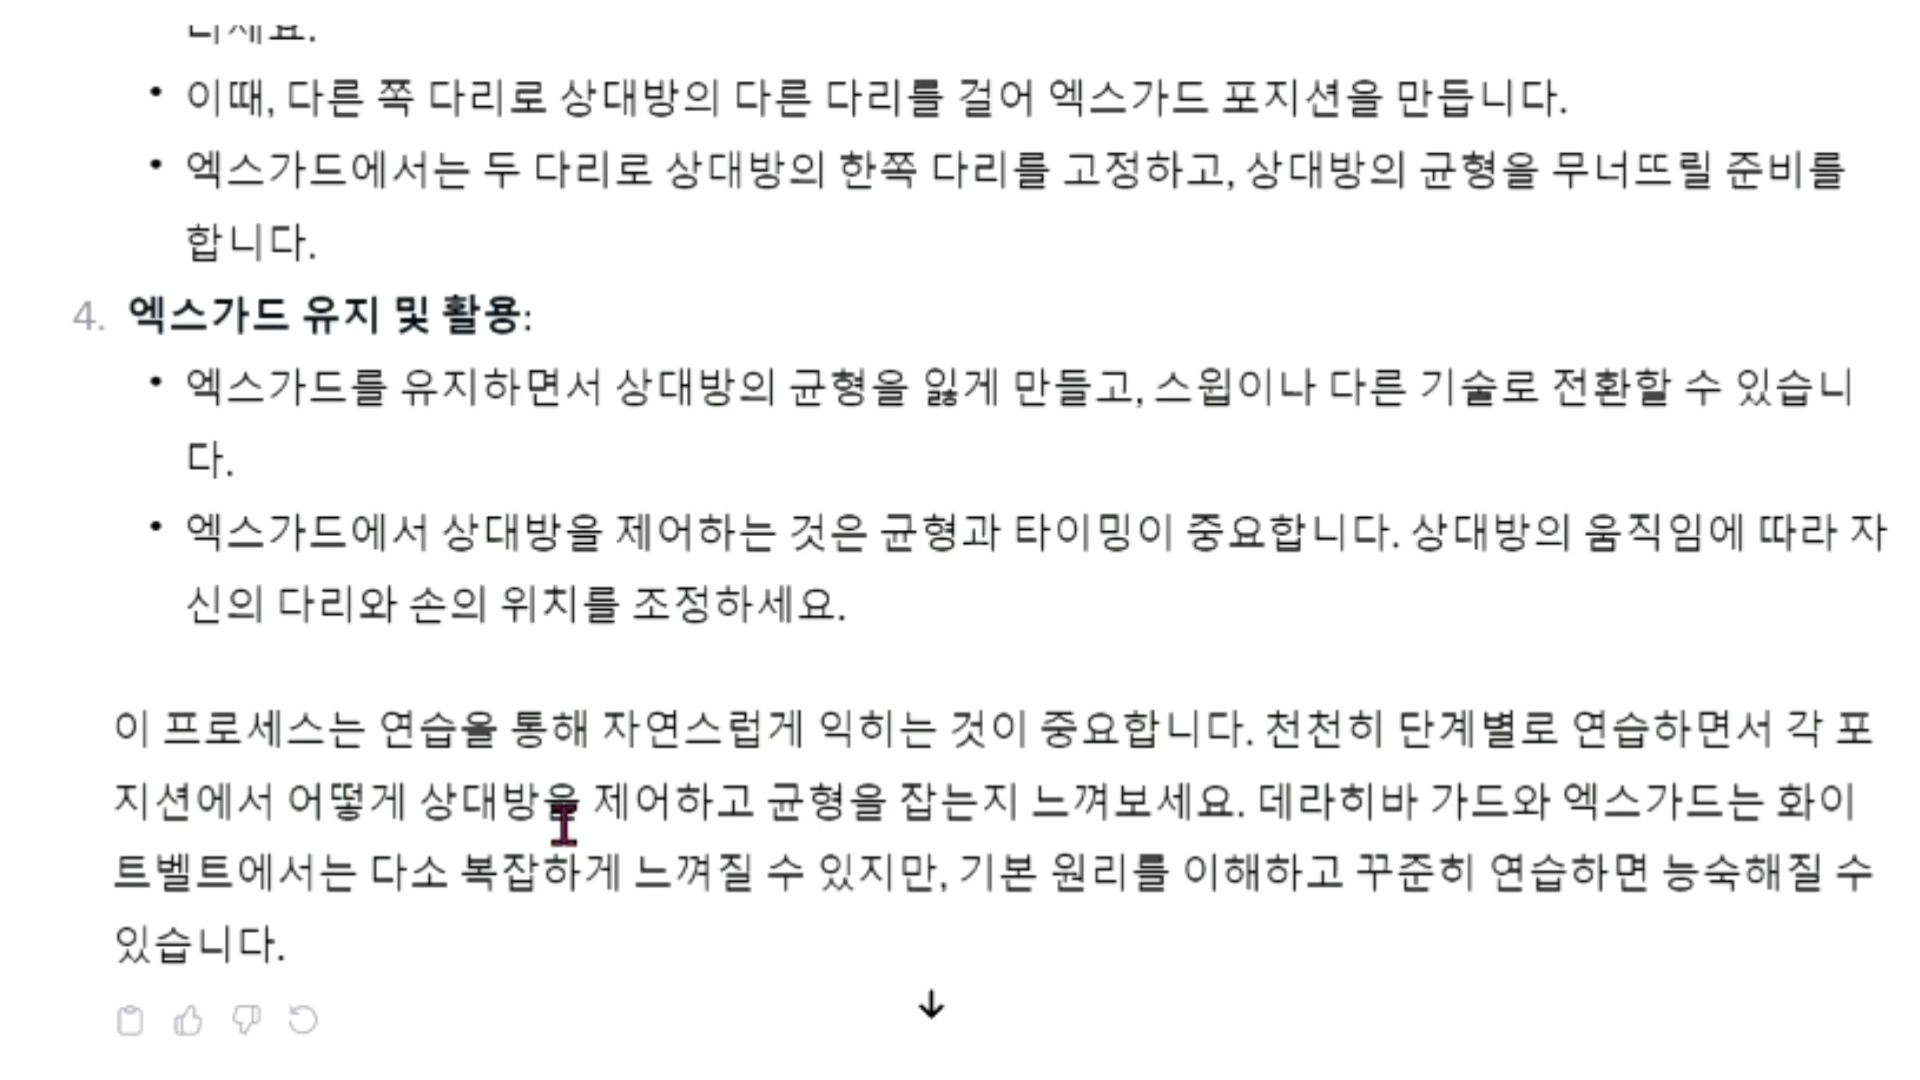 이때, 다른 쪽 다리로 상대방의 다른 다리를 걸어 엑스가드 포지션을 만듭니다.
엑스가드에서는 두 다리로 상대방의 한쪽 다리를 고정하고, 상대방의 균형을 무너뜨릴 준비를
합니다.
4. 엑스가드 유지 및 활용:
엑스가드를 유지하면서 상대방의 균형을 잃게 만들고, 스윕이나 다른 기술로 전환할 수 있습니
다.
엑스가드에서 상대방을 제어하는 것은 균형과 타이밍이 중요합니다. 상대방의 움직임에 따라 자
신의 다리와 손의 위치를 조정하세요.
이 프로세스는 연습을 통해 자연스럽게 익히는 것이 중요합니다. 천천히 단계별로 연습하면서 각 포
지션에서 어떻게 상대방을 제어하고 균형을 잡는지 느껴보세요. 데라히바 가드와 엑스가드는 화이
트벨트에서는 다소 복잡하게 느껴질 수 있지만, 기본 원리를 이해하고 꾸준히 연습하면 능숙해질 수
있습니다.